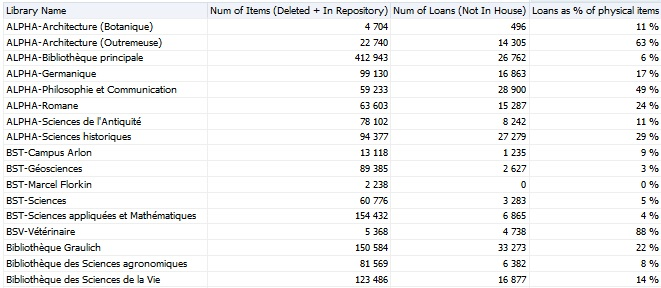 Library Name Num of Items (Deleted + In Repository) Num of Loans (Not In House) Loans as % of physical items
ALPHA-Architecture (Botanique) 4 704 496 11 %
ALPHA-Architecture (Outremeuse) 22 740 14 305 63 %
ALPHA-Bibliothèque principale 412 943 26 762 6 %
ALPHA-Germanique 99 130 16 863 17 %
ALPHA-Philosophie et Communication 59 233 28 900 49 %
ALPHA-Romane 63 603 15 287 24 %
ALPHA-Sciences de l'Antiquité 78 102 8 242 11 %
ALPHA-Sciences historiques 94 377 27 279 29 %
BST-Campus Arlon 13 118 1 235 9 %
BST-Géosciences 89 385 2 627 3 %
BST-Marcel Florkin 2 238 0 0 %
BST-Sciences 60 776 3 283 5 %
BST-Sciences appliquées et Mathématiques 154 432 6 865 4 %
BSV-Vétérinaire 5 368 4 738 88 %
Bibliothèque Graulich 150 584 33 273 22 %
Bibliothèque des Sciences agronomiques 81 569 6 382 8 %
Bibliothèque des Sciences de la Vie 123 486 16 877 14 %